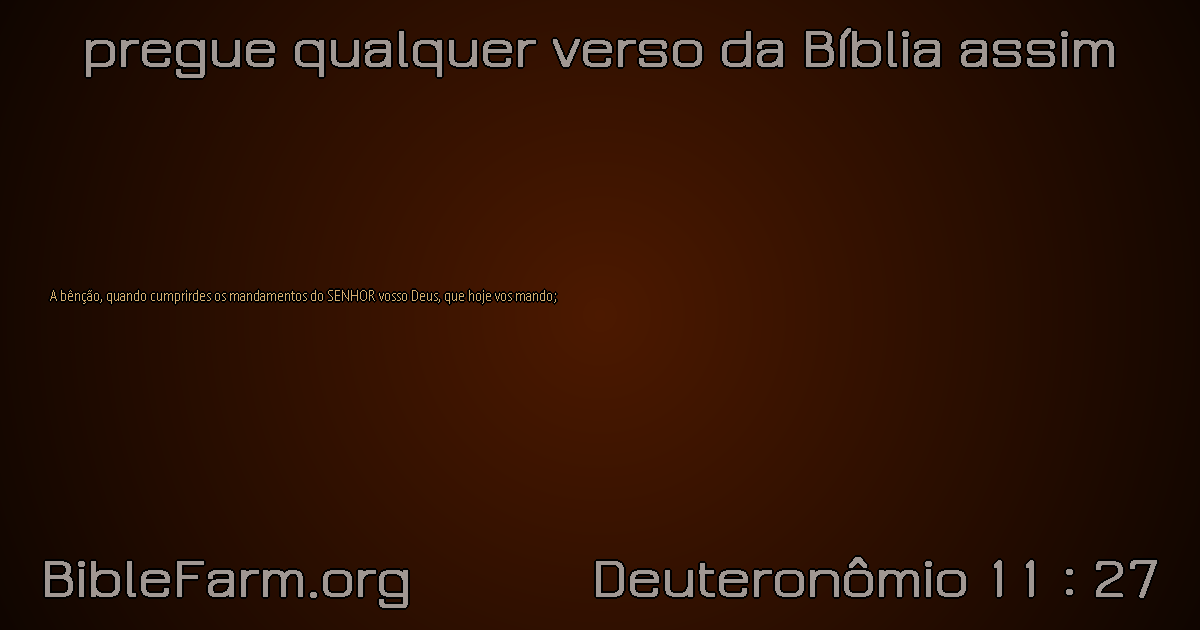 pregue qualquer verso da Bíblia assim
A bênção, quando cumprirdes os mandamentos do SENHOR vosso Deus, que hoje vos mando;
BibleFarm.org
Deuteronômio 11 : 27